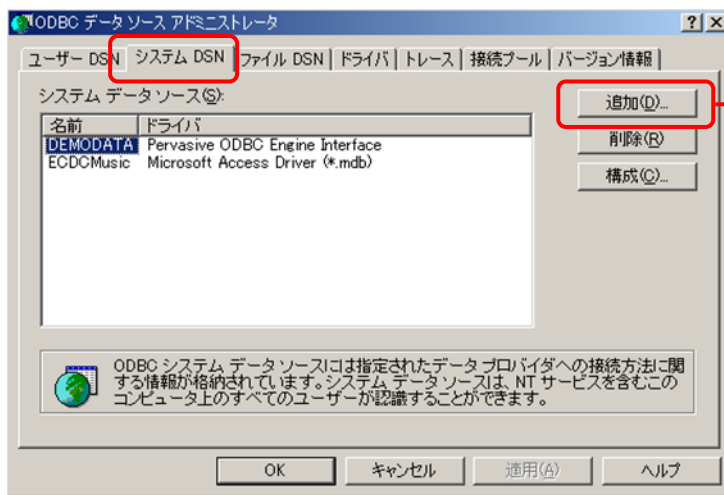 ODBC データ ソース アドミニストレータ
ユーザー DSN システム DSN ファイル DSN ドライバ トレース 接続プール バージョン情報
システム データ ソース(S):
追加(D)...
名前 ドライバ
DEMODATA Pervasive ODBC Engine Interface
削除(R)
ECDCMusic Microsoft Access Driver (*.mdb)
構成(C)...
ODBC システム データ ソースには指定されたデータ プロバイダへの接続方法に関
する情報が格納されています。システム データ ソースは、NT サービスを含むこの
コンピュータ上のすべてのユーザーが認識することができます。
OK キャンセル 適用(A) ヘルプ